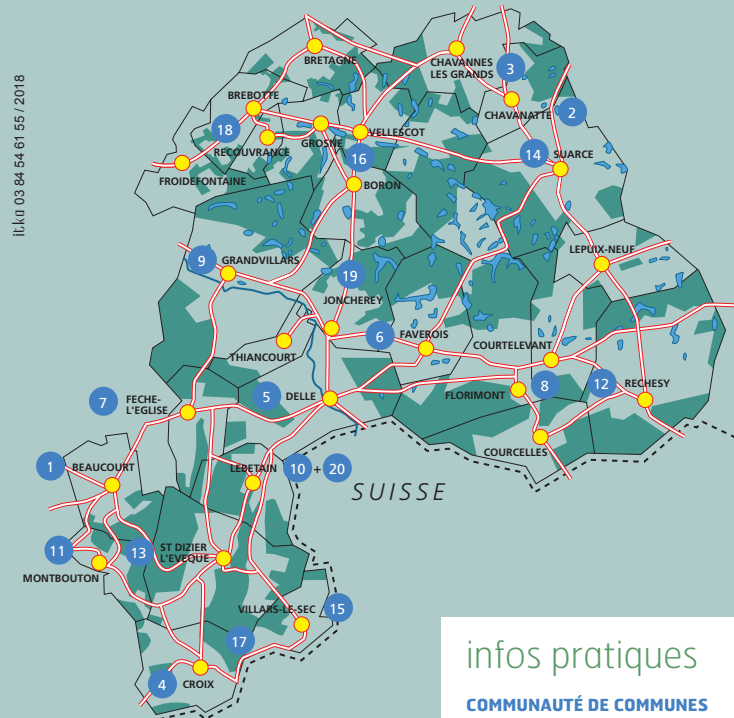 it.ka 03 84 54 61 55 / 2018
BRETAGNE
CHAVANNES
LES GRANDS
3
BREBOTTE
CHAVANATTE
2
18
RECOUVRANCE
GROSNE
VELLESCOT
16
14
SUARCE
FROIDEFONTAINE
BORON
9
GRANDVILLARS
LEPUIX-NEUF
19
JONCHEREY
6
FAVEROIS
THIANCOURT
COURTELEVANT
7
FECHE-
L'EGLISE
5
DELLE
FLORIMONT
8
12
RECHESY
COURCELLES
1
BEAUCOURT
LEBETAIN
10 + 20
SUISSE
11
13
ST DIZIER
L'EVEQUE
MONTBOUTON
VILLARS-LE-SEC
15
17
4
CROIX
infos pratiques
COMMUNAUTÉ DE COMMUNES